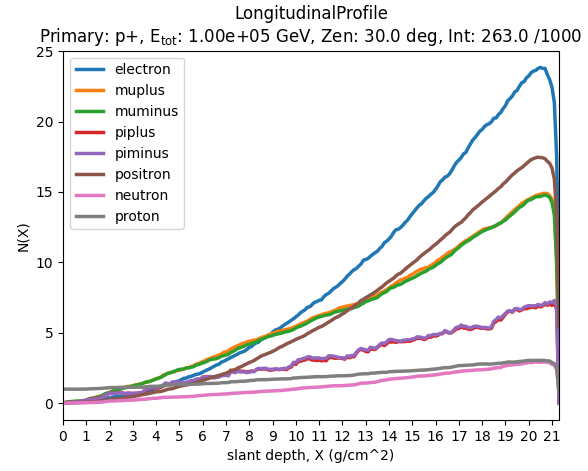 LongitudinalProfile
Primary: p+, E_tot: 1.00e+05 GeV, Zen: 30.0 deg, Int: 263.0 /1000
25
20
15
10
5
0
N(X)
electron
muplus
muminus
piplus
piminus
positron
neutron
proton
0 1 2 3 4 5 6 7 8 9 10 11 12 13 14 15 16 17 18 19 20 21
slant depth, X (g/cm^2)